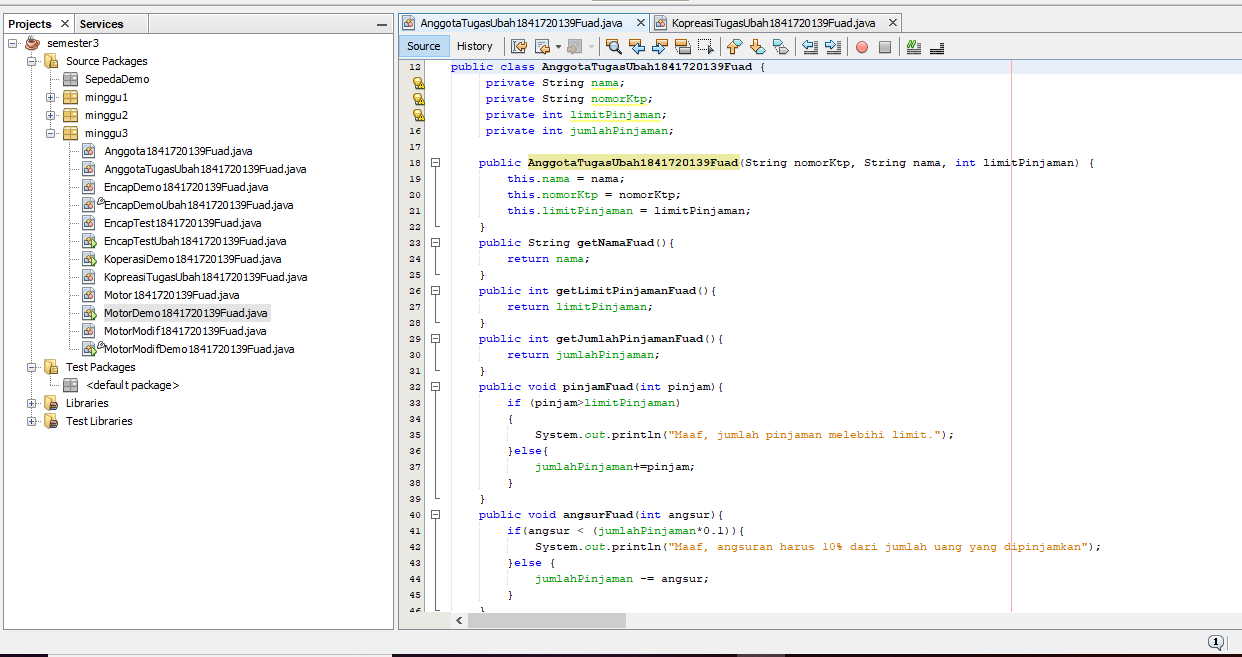 Projects
Services
semester3
Source Packages
SepedaDemo
minggu1
minggu2
minggu3
Anggota1841720139Fuad.java
AnggotaTugasUbah1841720139Fuad.java
EncapDemo1841720139Fuad.java
EncapDemoUbah1841720139Fuad.java
EncapTest1841720139Fuad.java
EncapTestUbah1841720139Fuad.java
KoperasiDemo1841720139Fuad.java
KopreasiTugasUbah1841720139Fuad.java
Motor1841720139Fuad.java
MotorDemo1841720139Fuad.java
MotorModif1841720139Fuad.java
MotorModifDemo1841720139Fuad.java
Test Packages
<default package>
Libraries
Test Libraries
AnggotaTugasUbah1841720139Fuad.java
KopreasiTugasUbah1841720139Fuad.java
Source History
12 public class AnggotaTugasUbah1841720139Fuad {
private String nama;
private String nomorKtp;
private int limitPinjaman;
16 private int jumlahPinjaman;
17
18 public AnggotaTugasUbah1841720139Fuad(String nomorKtp, String nama, int limitPinjaman) {
19 this.nama = nama;
20 this.nomorKtp = nomorKtp;
21 this.limitPinjaman = limitPinjaman;
22 }
23 public String getNamaFuad(){
24 return nama;
25 }
26 public int getLimitPinjamanFuad(){
27 return limitPinjaman;
28 }
29 public int getJumlahPinjamanFuad(){
30 return jumlahPinjaman;
31 }
32 public void pinjamFuad(int pinjam){
33 if (pinjam>limitPinjaman)
34 {
35 System.out.println("Maaf, jumlah pinjaman melebihi limit.");
36 }else{
37 jumlahPinjaman+=pinjam;
38 }
39 }
40 public void angsurFuad(int angsur){
41 if(angsur < (jumlahPinjaman*0.1)){
42 System.out.println("Maaf, angsuran harus 10% dari jumlah uang yang dipinjamkan");
43 }else {
44 jumlahPinjaman -= angsur;
45 }
46 }
1